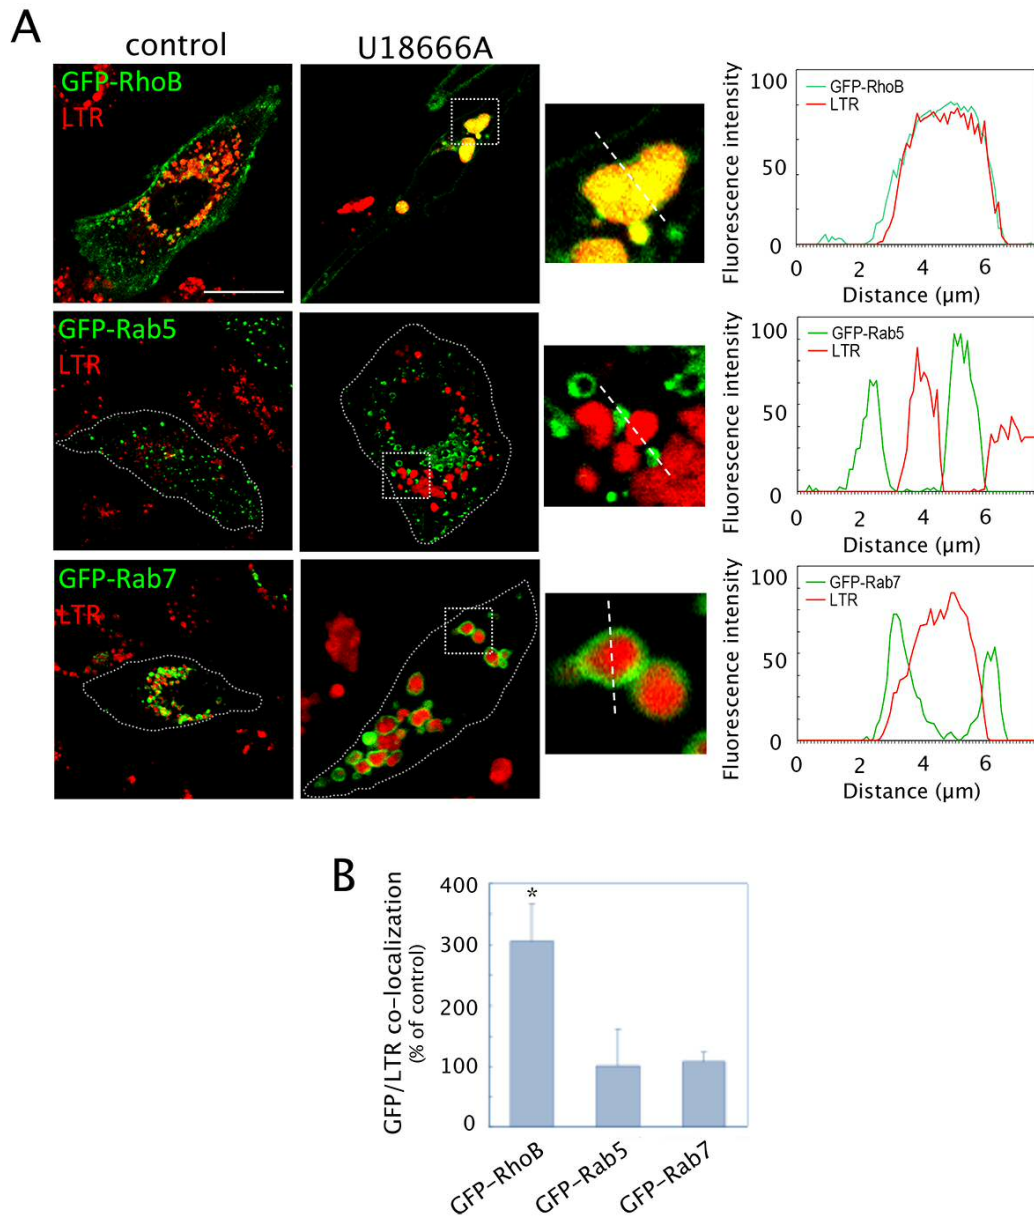 A
control
U18666A
GFP-RhoB
LTR
GFP-Rab5
LTR
GFP-Rab7
LTR
Fluorescence intensity
100
50
0
GFP-RhoB
LTR
0 2 4 6
Distance (µm)
Fluorescence intensity
100
50
0
GFP-Rab5
LTR
0 2 4 6
Distance (µm)
Fluorescence intensity
100
50
0
GFP-Rab7
LTR
0 2 4 6
Distance (µm)
B
GFP/LTR co-localization
(% of control)
400
300
200
100
0
*
GFP-RhoB
GFP-Rab5
GFP-Rab7